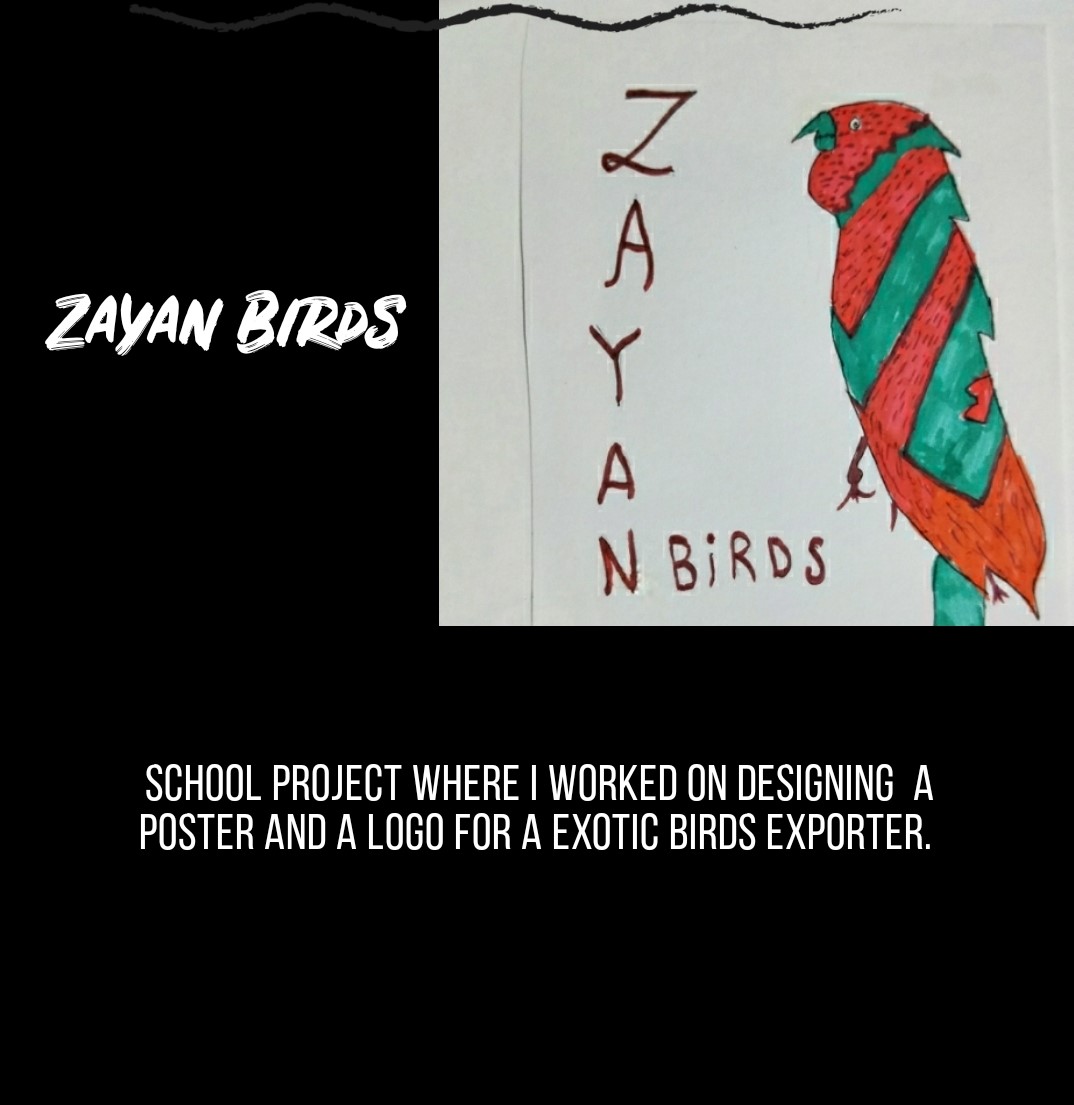 ZAYAN BIRDS
Z
A
Y
A
N BiRDS
SCHOOL PROJECT WHERE I WORKED ON DESIGNING A
POSTER AND A LOGO FOR A EXOTIC BIRDS EXPORTER.